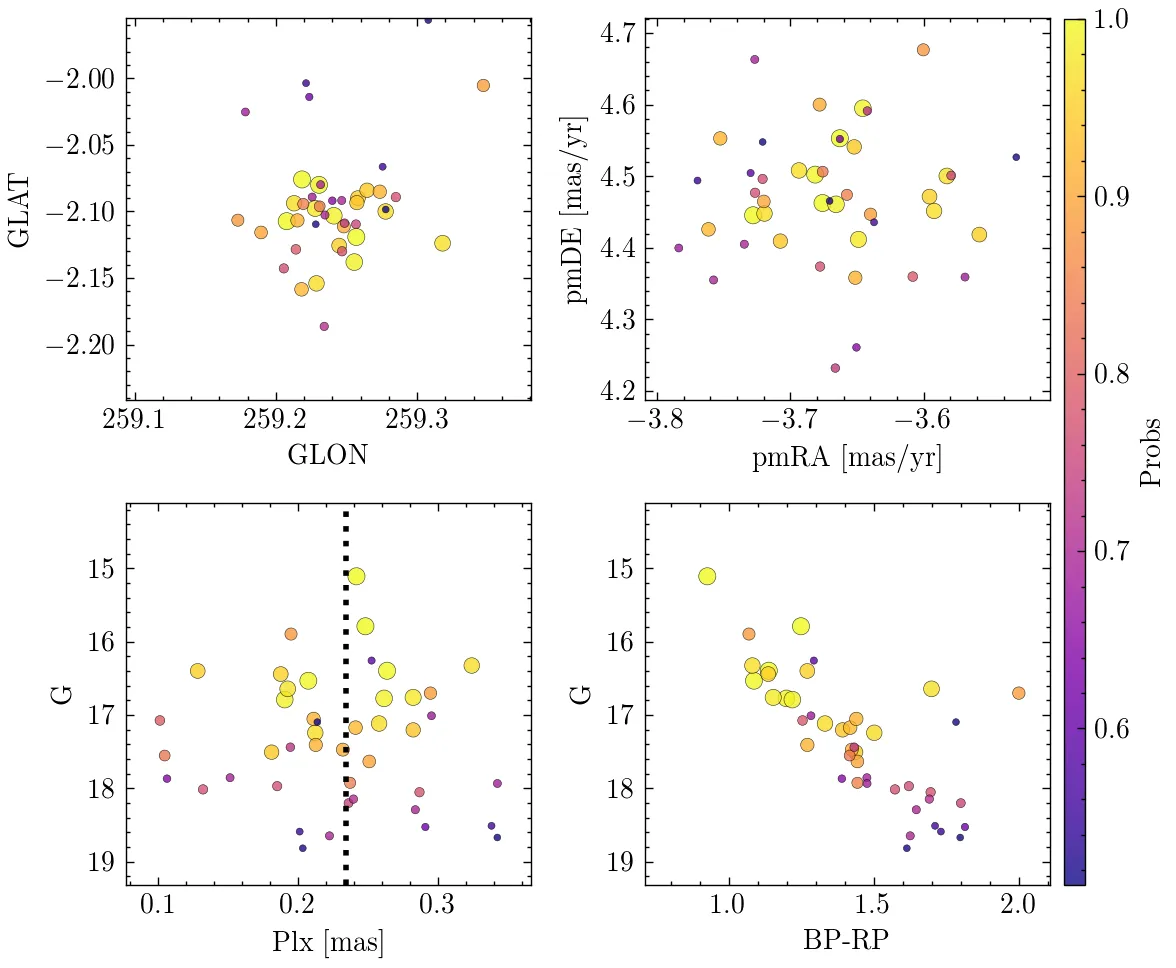 −2.00
−2.05
−2.10
−2.15
−2.20
GLAT
259.1 259.2 259.3
GLON
4.7
4.6
4.5
4.4
4.3
4.2
pmDE [mas/yr]
−3.8 −3.7 −3.6
pmRA [mas/yr]
15
16
17
18
19
G
0.1 0.2 0.3
Plx [mas]
15
16
17
18
19
G
1.0 1.5 2.0
BP-RP
1.0
0.9
0.8
0.7
0.6
Probs